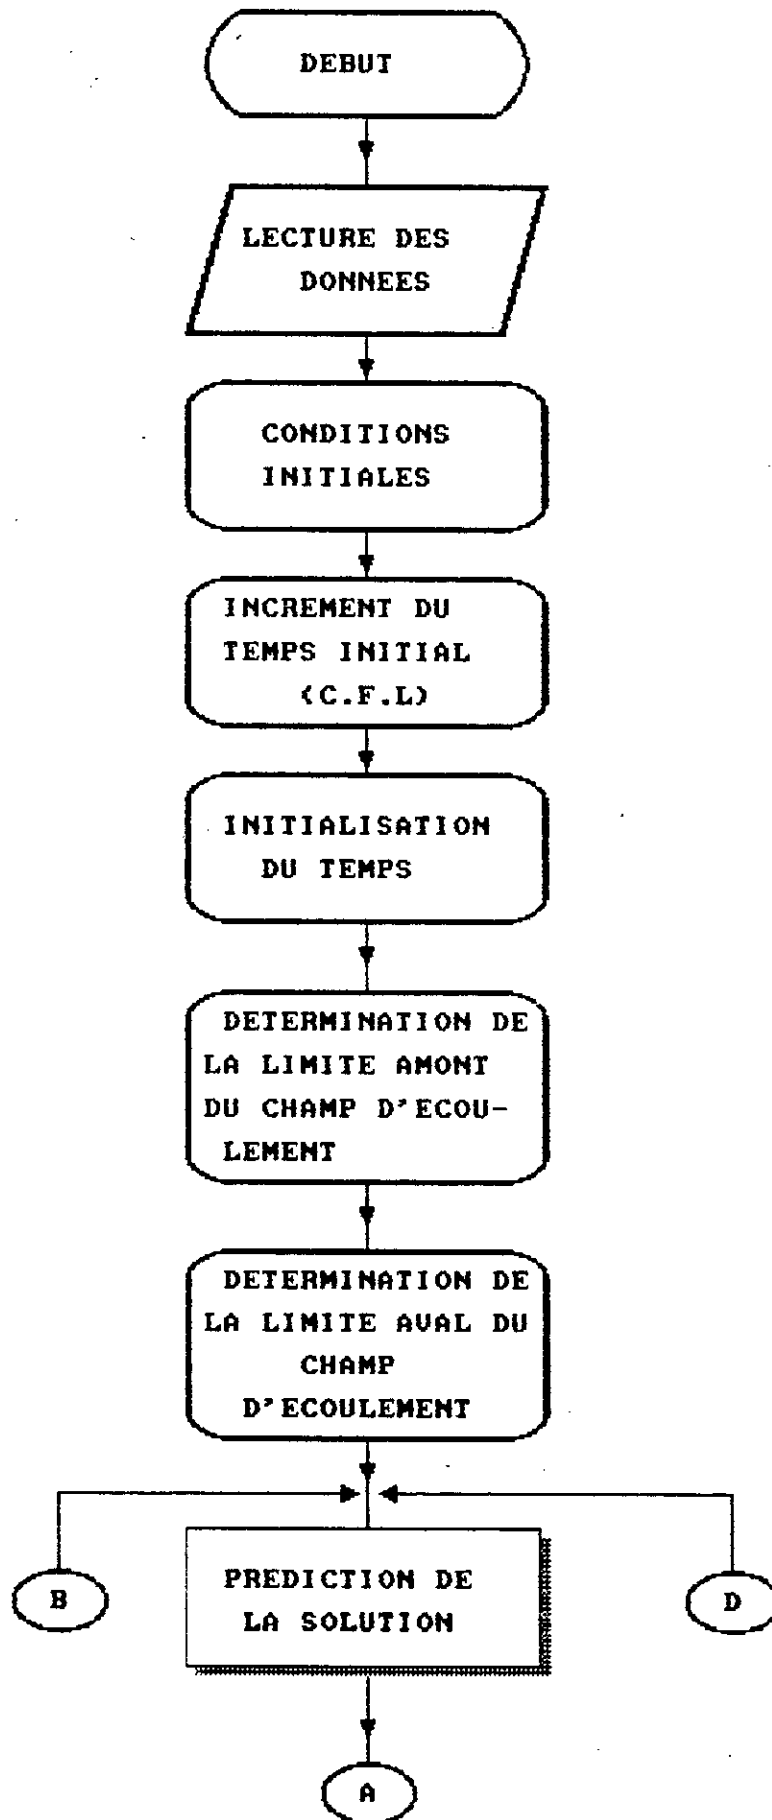 DEBUT
LECTURE DES
DONNEES
CONDITIONS
INITIALES
INCREMENT DU
TEMPS INITIAL
(C.F.L)
INITIALISATION
DU TEMPS
DETERMINATION DE
LA LIMITE AMONT
DU CHAMP D'ECOU-
LEMENT
DETERMINATION DE
LA LIMITE AVAL DU
CHAMP
D'ECOULEMENT
B
PREDICTION DE
LA SOLUTION
D
A